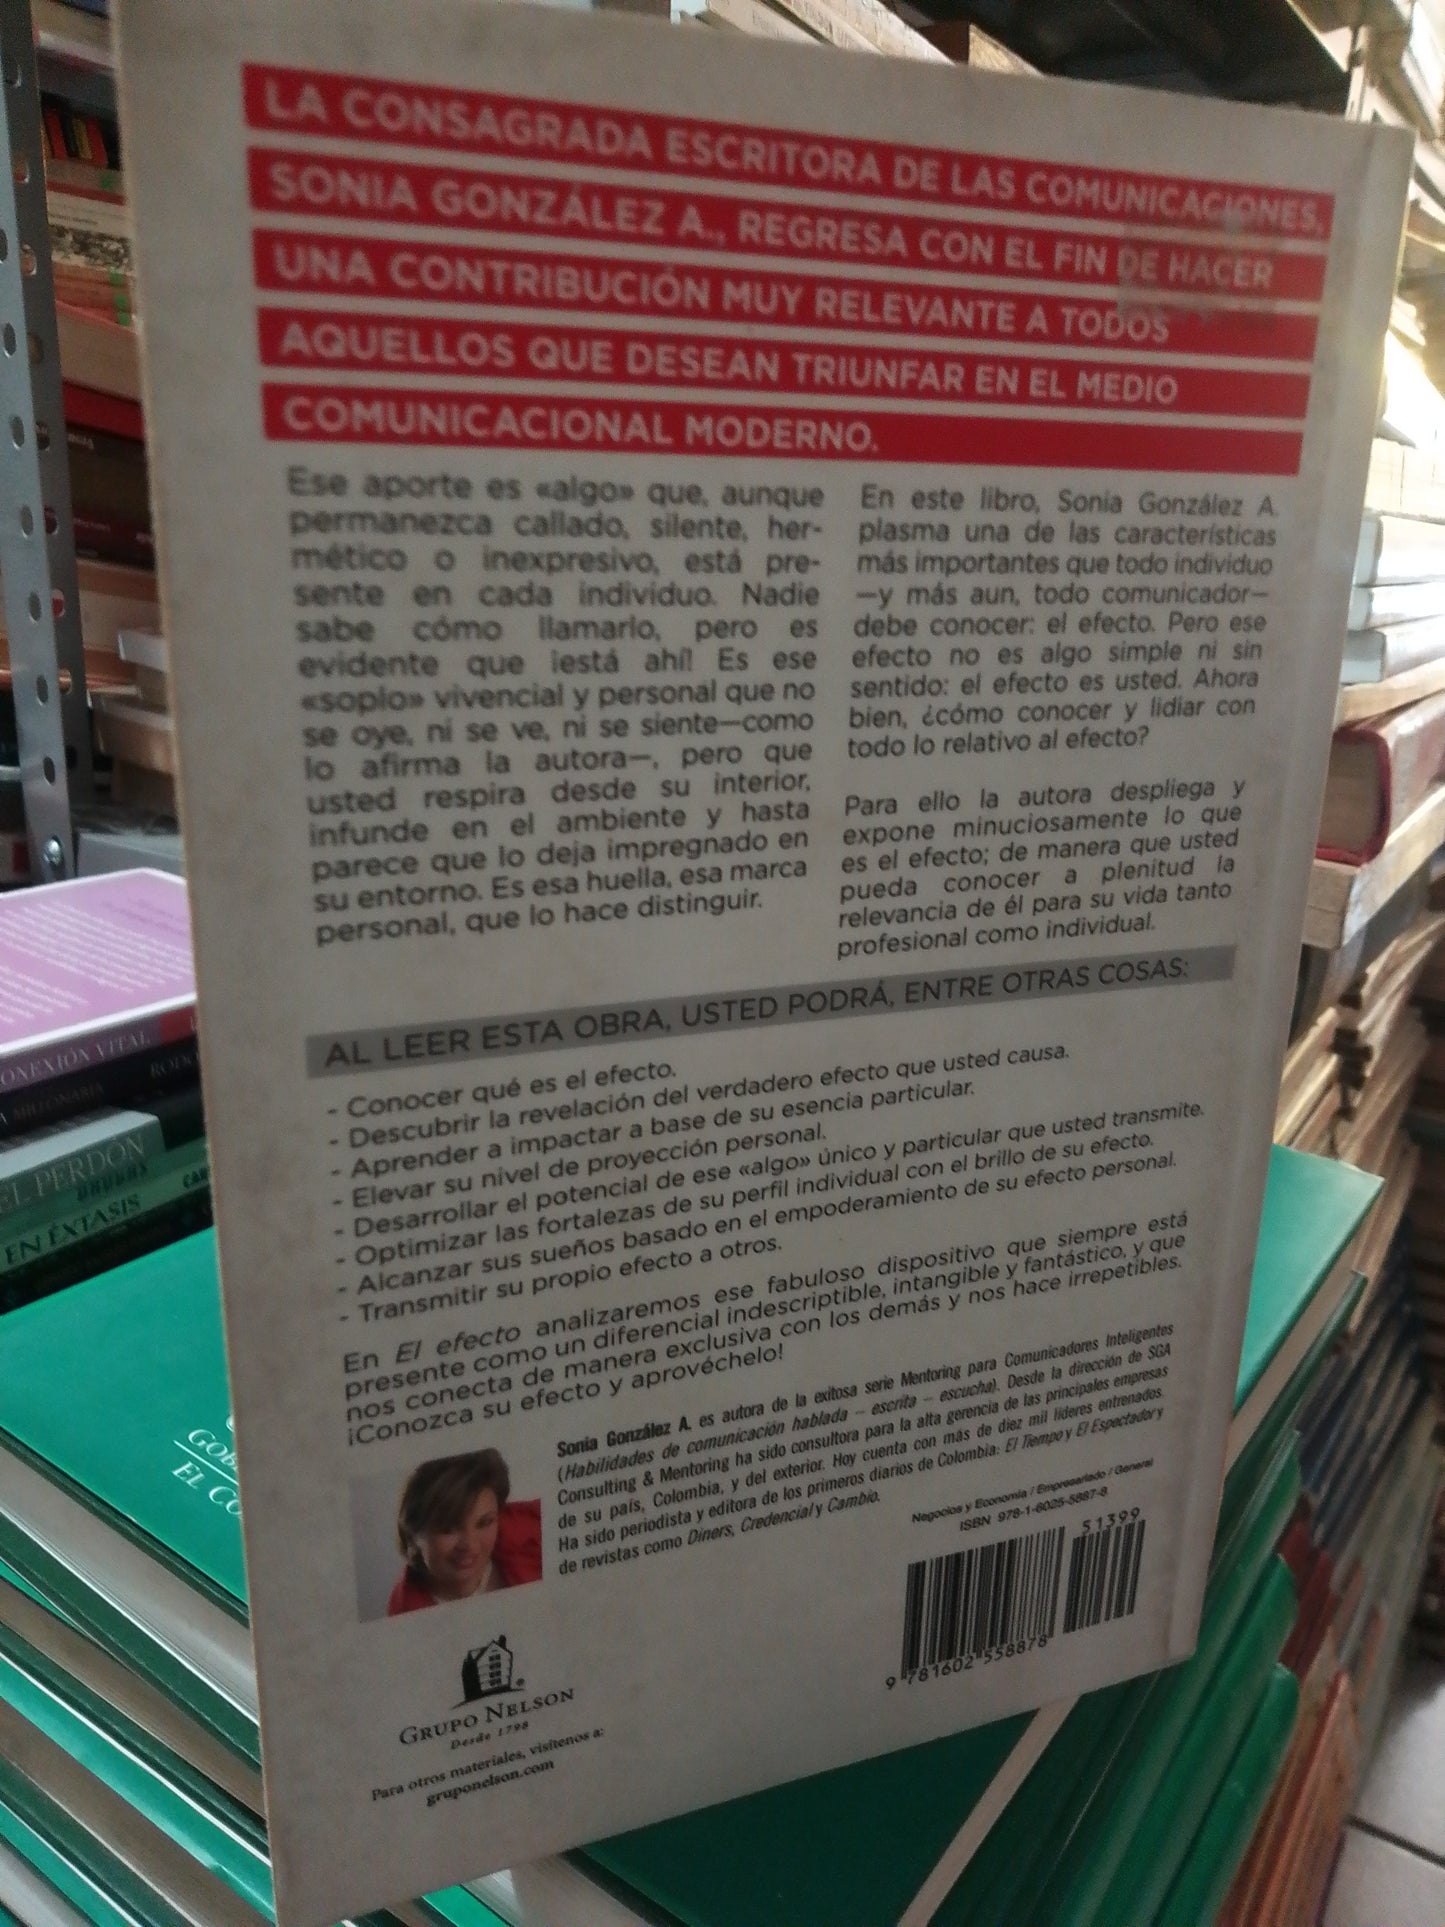 LA CONSAGRADA ESCRITORA DE LAS COMUNICACIONES,
SONIA GONZÁLEZ A., REGRESA CON EL FIN DE HACER
UNA CONTRIBUCIÓN MUY RELEVANTE A TODOS
AQUELLOS QUE DESEAN TRIUNFAR EN EL MEDIO
COMUNICACIONAL MODERNO.
Ese aporte es «algo» que, aunque
permanezca callado, silente, her-
mético o inexpresivo, está pre-
sente en cada individuo. Nadie
sabe cómo llamarlo, pero es
evidente que ¡está ahí! Es ese
«soplo» vivencial y personal que no
se oye, ni se ve, ni se siente—como
lo afirma la autora—, pero que
usted respira desde su interior,
infunde en el ambiente y hasta
parece que lo deja impregnado en
su entorno. Es esa huella, esa marca
personal, que lo hace distinguir.
En este libro, Sonia González A.
plasma una de las características
más importantes que todo individuo
—y más aun, todo comunicador—
debe conocer: el efecto. Pero ese
efecto no es algo simple ni sin
sentido: el efecto es usted. Ahora
bien, ¿cómo conocer y lidiar con
todo lo relativo al efecto?
Para ello la autora despliega y
expone minuciosamente lo que
es el efecto; de manera que usted
pueda conocer a plenitud la
relevancia de él para su vida tanto
profesional como individual.
AL LEER ESTA OBRA, USTED PODRÁ, ENTRE OTRAS COSAS:
- Conocer qué es el efecto.
- Descubrir la revelación del verdadero efecto que usted causa.
- Aprender a impactar a base de su esencia particular.
- Elevar su nivel de proyección personal.
- Desarrollar el potencial de ese «algo» único y particular que usted transmite.
- Optimizar las fortalezas de su perfil individual con el brillo de su efecto.
- Alcanzar sus sueños basado en el empoderamiento de su efecto personal.
- Transmitir su propio efecto a otros.
En El efecto analizaremos ese fabuloso dispositivo que siempre está
presente como un diferencial indescriptible, intangible y fantástico, y que
nos conecta de manera exclusiva con los demás y nos hace irrepetibles.
¡Conozca su efecto y aprovéchelo!
Sonia González A. es autora de la exitosa serie Mentoring para Comunicadores Inteligentes
(Habilidades de comunicación hablada – escrita – escucha). Desde la dirección de SGA
Consulting & Mentoring ha sido consultora para la alta gerencia de las principales empresas
de su país, Colombia, y del exterior. Hoy cuenta con más de diez mil líderes entrenados.
Ha sido periodista y editora de los primeros diarios de Colombia: El Tiempo y El Espectador y
de revistas como Diners, Credencial y Cambio.
Negocios y Economía / Empresariado / General
ISBN 978-1-6025-5887-8
51399
9 781602 558878
GRUPO NELSON
Desde 1798
Para otros materiales, visítenos a:
gruponelson.com
ONEXIÓN VITAL
A MILLONARIA
RODO
EL PERDÓN
EN ÉXTASIS
GOB
EL CO